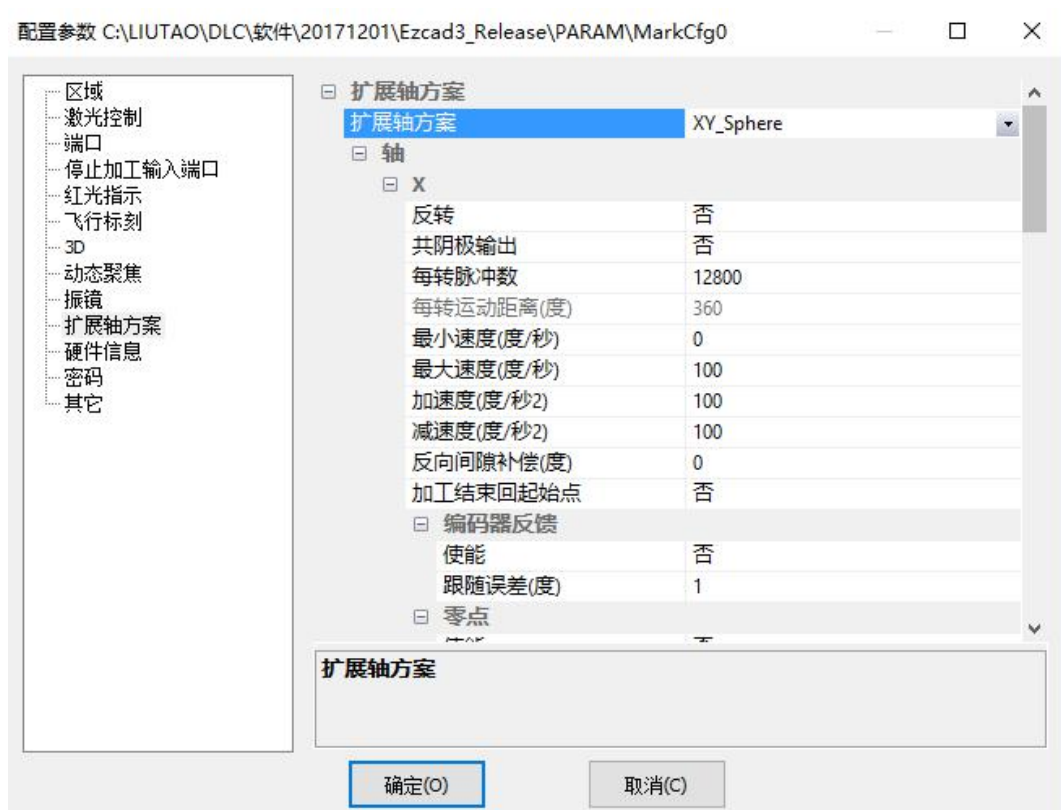 配置参数 C:\LIUTAO\DLC\软件\20171201\Ezcad3_Release\PARAM\MarkCfg0
区域
激光控制
端口
停止加工输入端口
红光指示
飞行标刻
3D
动态聚焦
振镜
扩展轴方案
硬件信息
密码
其它
扩展轴方案
扩展轴方案 XY_Sphere
轴
X
反转 否
共阴极输出 否
每转脉冲数 12800
每转运动距离(度) 360
最小速度(度/秒) 0
最大速度(度/秒) 100
加速度(度/秒2) 100
减速度(度/秒2) 100
反向间隙补偿(度) 0
加工结束回起始点 否
编码器反馈
使能 否
跟随误差(度) 1
零点
扩展轴方案
确定(O) 取消(C)